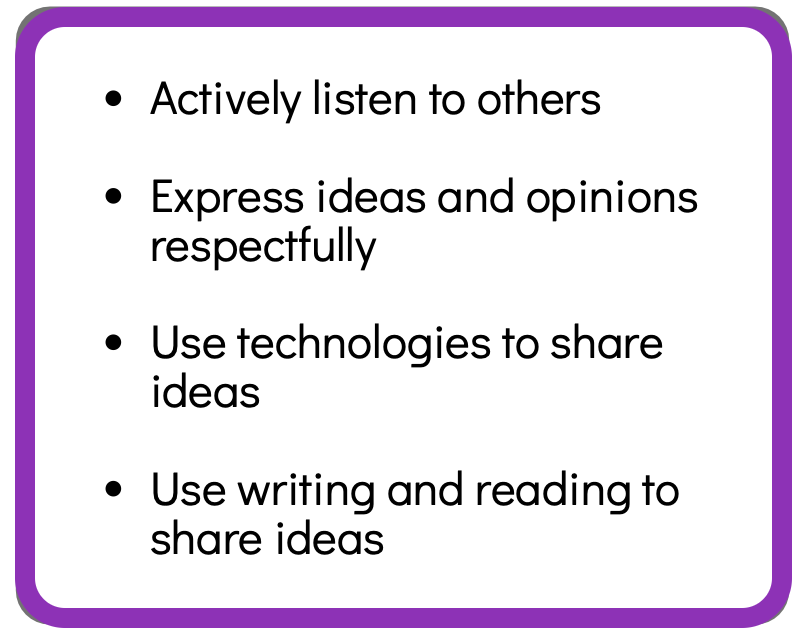 • Actively listen to others
• Express ideas and opinions
respectfully
• Use technologies to share
ideas
• Use writing and reading to
share ideas